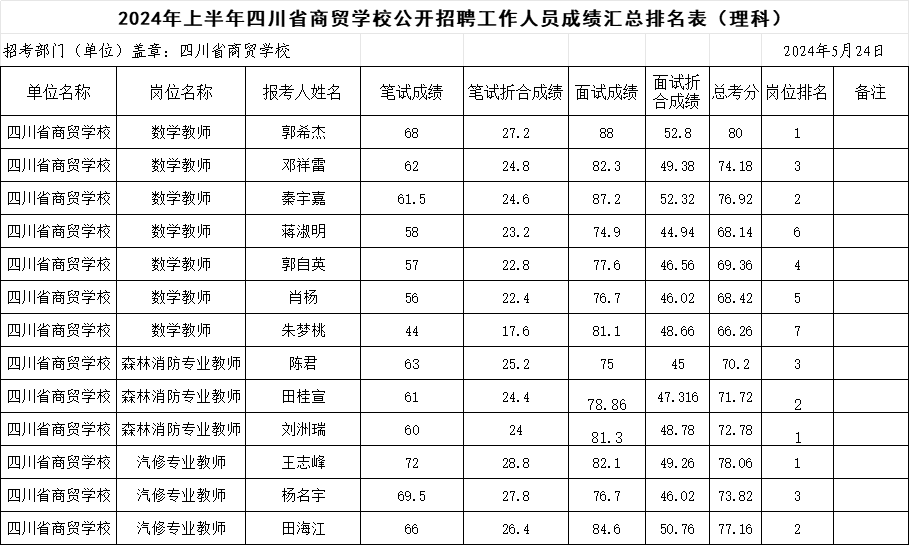 2024年上半年四川省商贸学校公开招聘工作人员成绩汇总排名表（理科）
招考部门（单位）盖章：四川省商贸学校 2024年5月24日
单位名称 岗位名称 报考人姓名 笔试成绩 笔试折合成绩 面试成绩 面试折合成绩 总考分 岗位排名 备注
四川省商贸学校 数学教师 郭希杰 68 27.2 88 52.8 80 1
四川省商贸学校 数学教师 邓祥雷 62 24.8 82.3 49.38 74.18 3
四川省商贸学校 数学教师 秦宇嘉 61.5 24.6 87.2 52.32 76.92 2
四川省商贸学校 数学教师 蒋淑明 58 23.2 74.9 44.94 68.14 6
四川省商贸学校 数学教师 郭自英 57 22.8 77.6 46.56 69.36 4
四川省商贸学校 数学教师 肖杨 56 22.4 76.7 46.02 68.42 5
四川省商贸学校 数学教师 朱梦桃 44 17.6 81.1 48.66 66.26 7
四川省商贸学校 森林消防专业教师 陈君 63 25.2 75 45 70.2 3
四川省商贸学校 森林消防专业教师 田桂宣 61 24.4 78.86 47.316 71.72 2
四川省商贸学校 森林消防专业教师 刘洲瑞 60 24 81.3 48.78 72.78 1
四川省商贸学校 汽修专业教师 王志峰 72 28.8 82.1 49.26 78.06 1
四川省商贸学校 汽修专业教师 杨名宇 69.5 27.8 76.7 46.02 73.82 3
四川省商贸学校 汽修专业教师 田海江 66 26.4 84.6 50.76 77.16 2